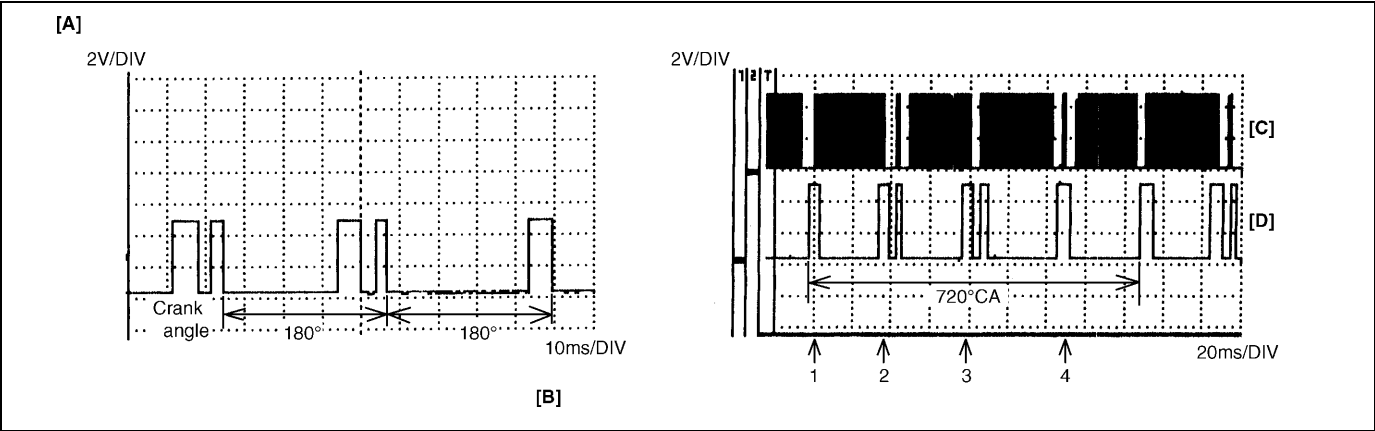 [A]
2V/DIV
Crank
angle
180°
180°
10ms/DIV
[B]
2V/DIV
1 2 T
[C]
[D]
720°CA
20ms/DIV
1 2 3 4